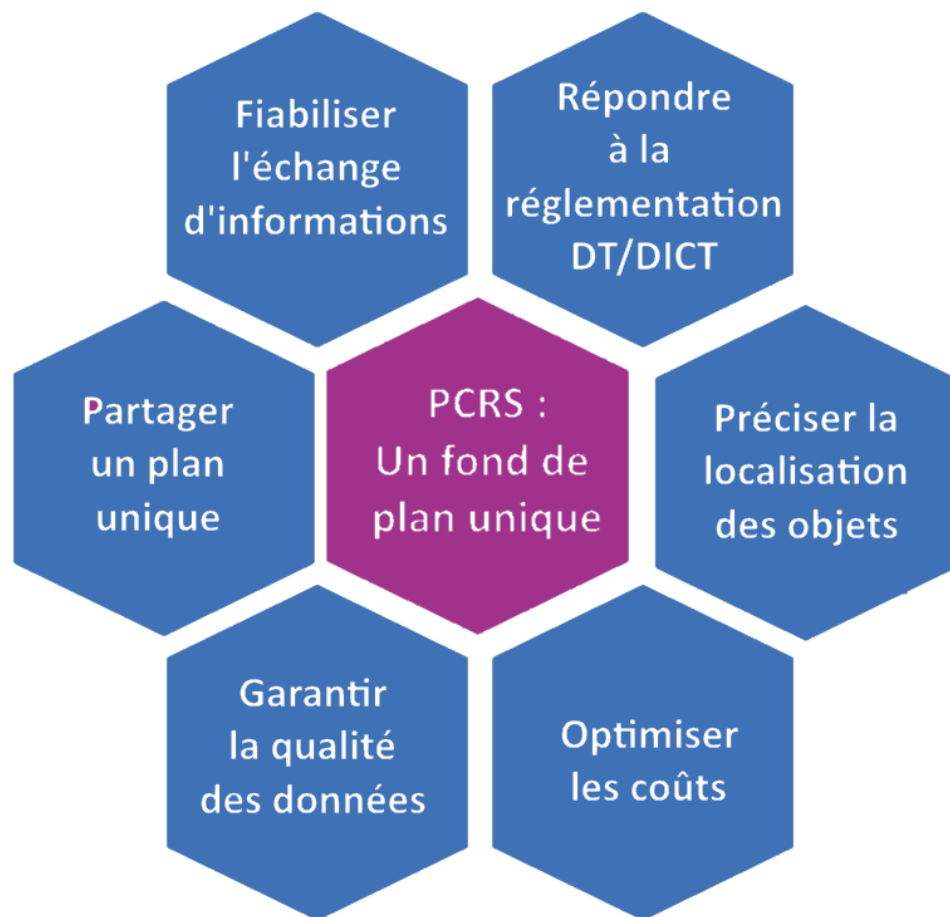 Fiabiliser
l'échange
d'informations
Répondre
à la
réglementation
DT/DICT
Partager
un plan
unique
PCRS :
Un fond de
plan unique
Préciser la
localisation
des objets
Garantir
la qualité
des données
Optimiser
les coûts